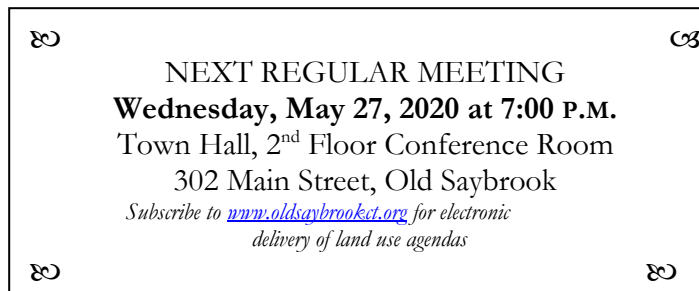 NEXT REGULAR MEETING
Wednesday, May 27, 2020 at 7:00 P.M.
Town Hall, 2nd Floor Conference Room
302 Main Street, Old Saybrook
Subscribe to www.oldsaybrookct.org for electronic
delivery of land use agendas